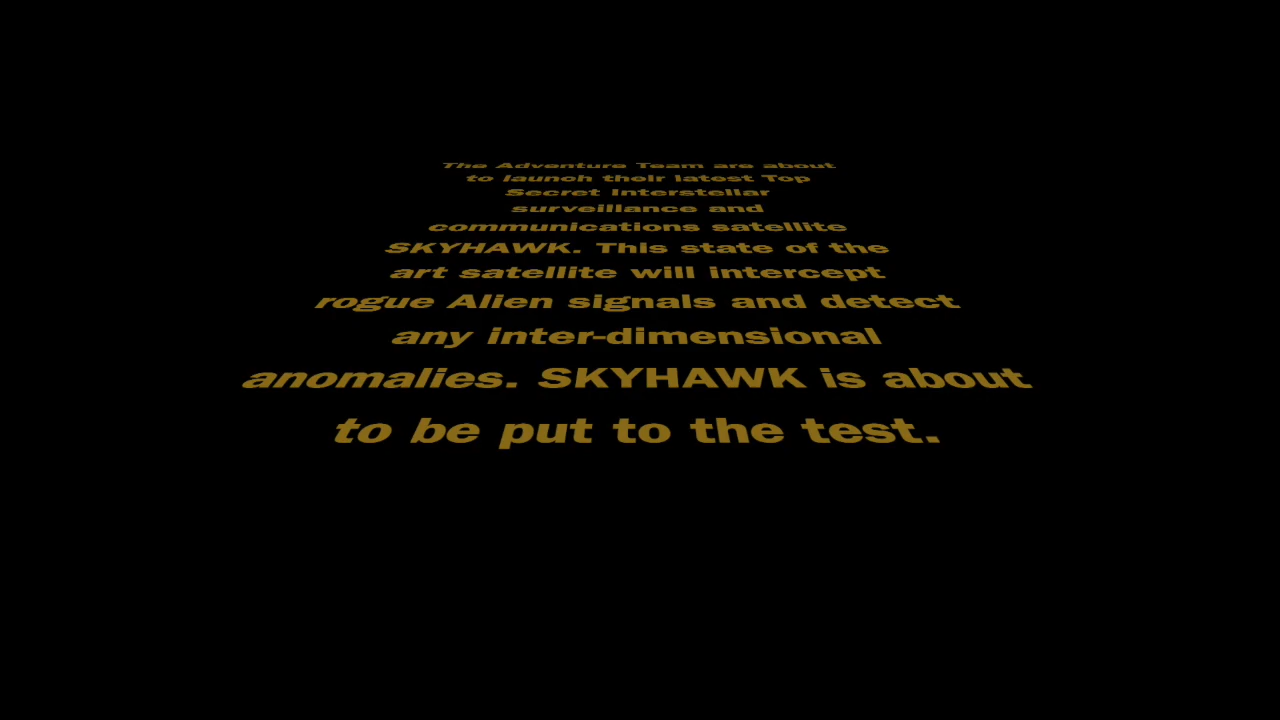 The Adventure Team are about
to launch their latest Top
Secret Interstellar
surveillance and
communications satellite
SKYHAWK. This state of the
art satellite will intercept
rogue Alien signals and detect
any inter-dimensional
anomalies. SKYHAWK is about
to be put to the test.